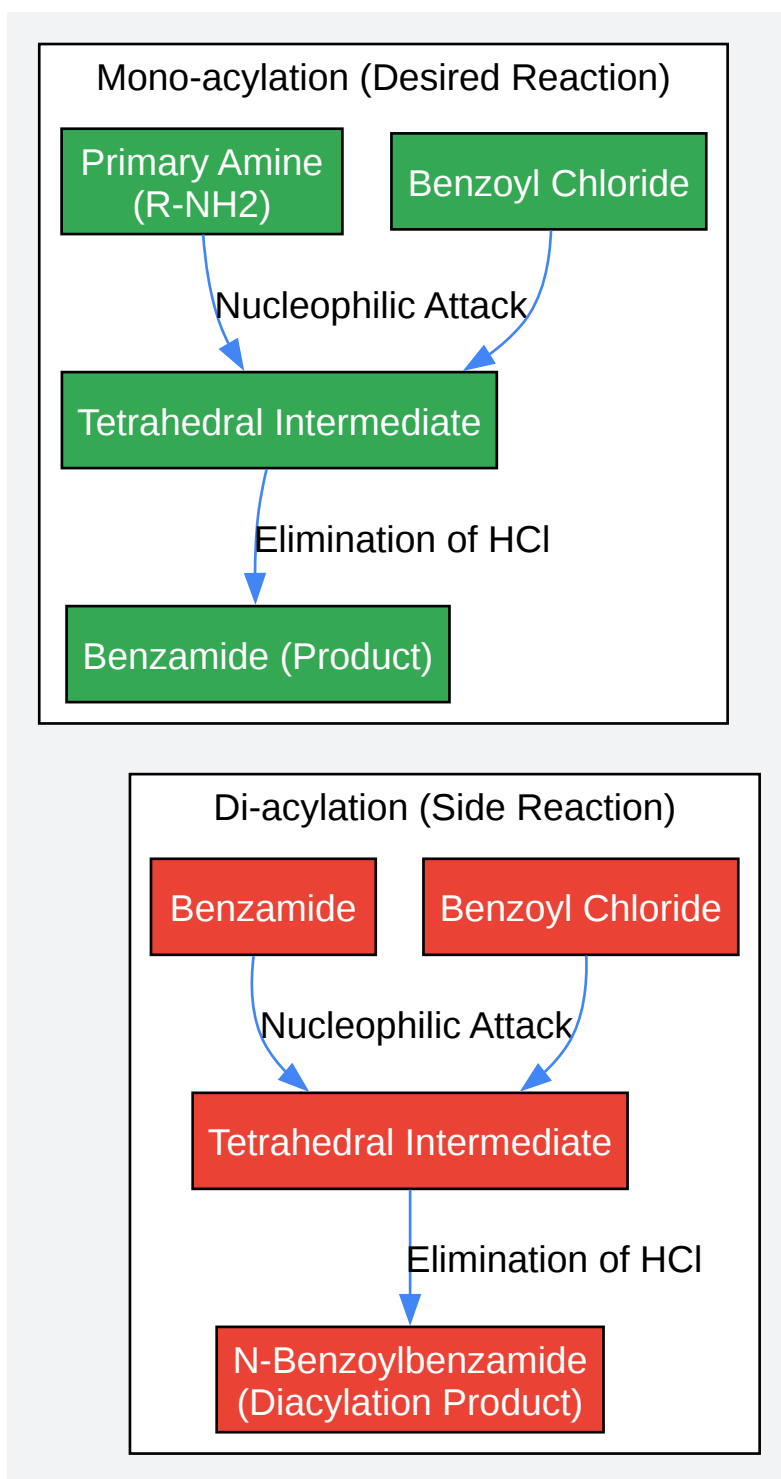 Mono-acylation (Desired Reaction)
Primary Amine
(R-NH2)
Benzoyl Chloride
Nucleophilic Attack
Tetrahedral Intermediate
Elimination of HCl
Benzamide (Product)
Di-acylation (Side Reaction)
Benzamide
Benzoyl Chloride
Nucleophilic Attack
Tetrahedral Intermediate
Elimination of HCl
N-Benzoylbenzamide
(Diacylation Product)